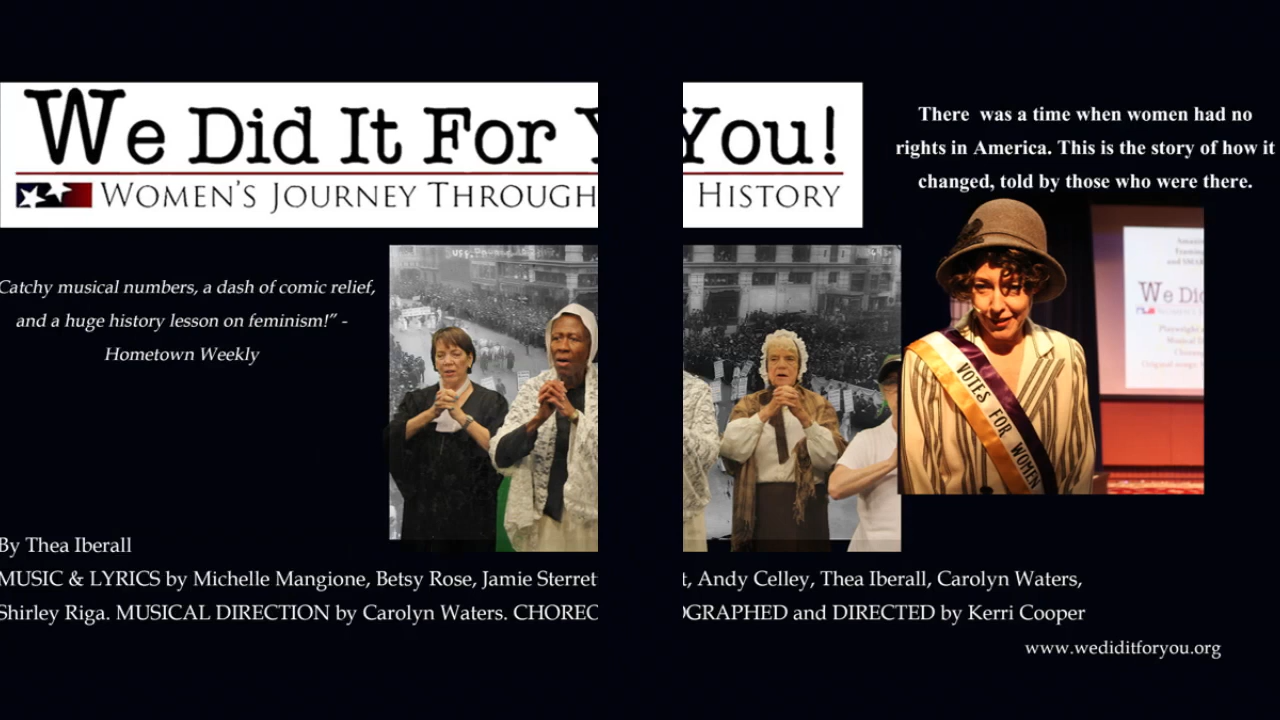 We Did It For Y You!
WOMEN'S JOURNEY THROUGH HISTORY
There was a time when women had no
rights in America. This is the story of how it
changed, told by those who were there.
Catchy musical numbers, a dash of comic relief,
and a huge history lesson on feminism!” -
Hometown Weekly
We Did
VOTES FOR WOMEN
By Thea Iberall
MUSIC & LYRICS by Michelle Mangione, Betsy Rose, Jamie Sterret t, Andy Celley, Thea Iberall, Carolyn Waters,
Shirley Riga. MUSICAL DIRECTION by Carolyn Waters. CHOREO OGRAPHED and DIRECTED by Kerri Cooper
www.wediditforyou.org